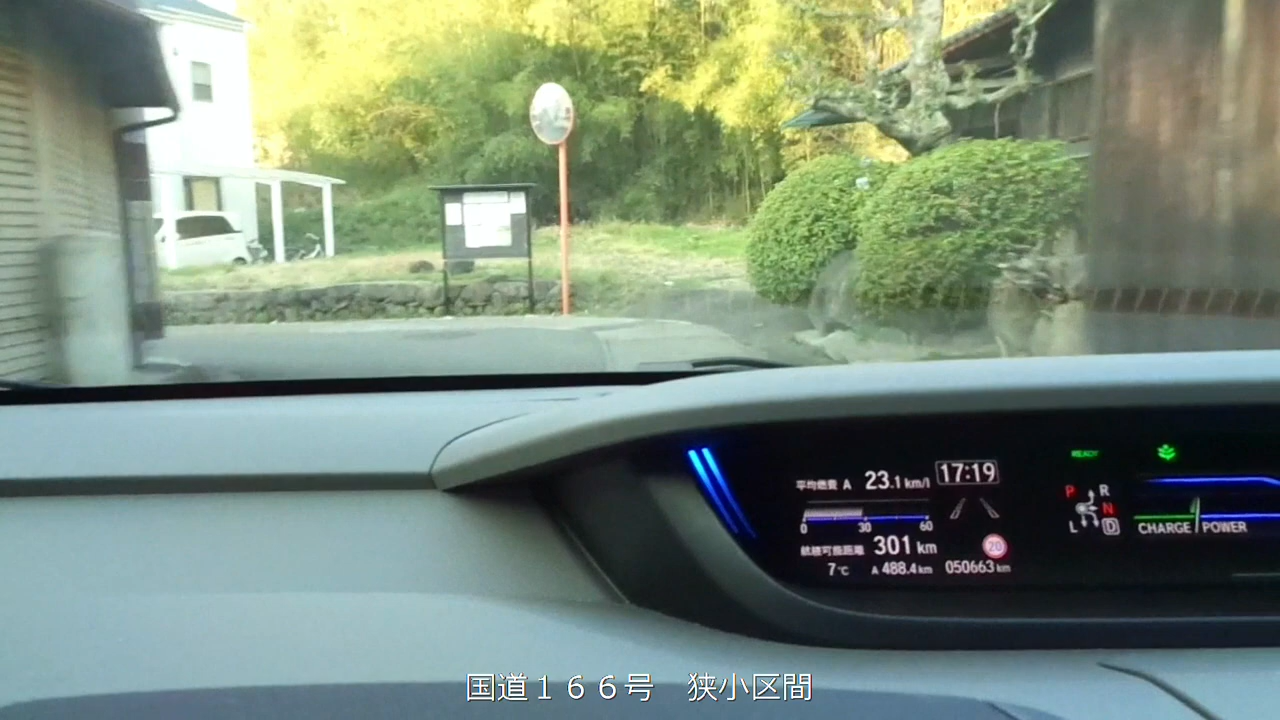 平均燃費 A 23.1 km/l
17:19
0 30 60
航続可能距離 301 km
20
7℃ A 488.4 km 050663 km
READY
P R
N
L D
CHARGE POWER
国道１６６号　狭小区間